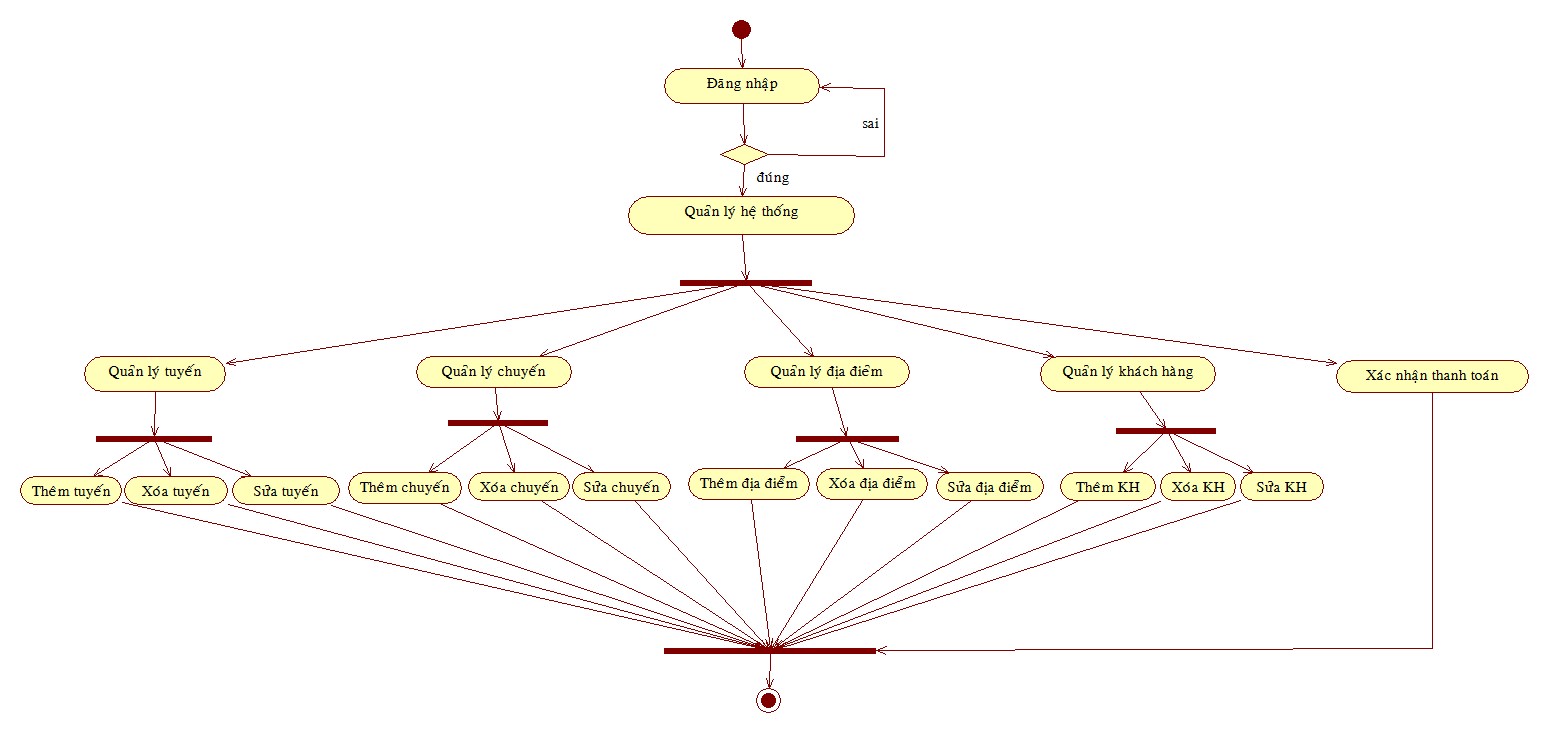 Đăng nhập
sai
đúng
Quản lý hệ thống
Quản lý tuyến
Quản lý chuyến
Quản lý địa điểm
Quản lý khách hàng
Xác nhận thanh toán
Thêm tuyến
Xóa tuyến
Sửa tuyến
Thêm chuyến
Xóa chuyến
Sửa chuyến
Thêm địa điểm
Xóa địa điểm
Sửa địa điểm
Thêm KH
Xóa KH
Sửa KH